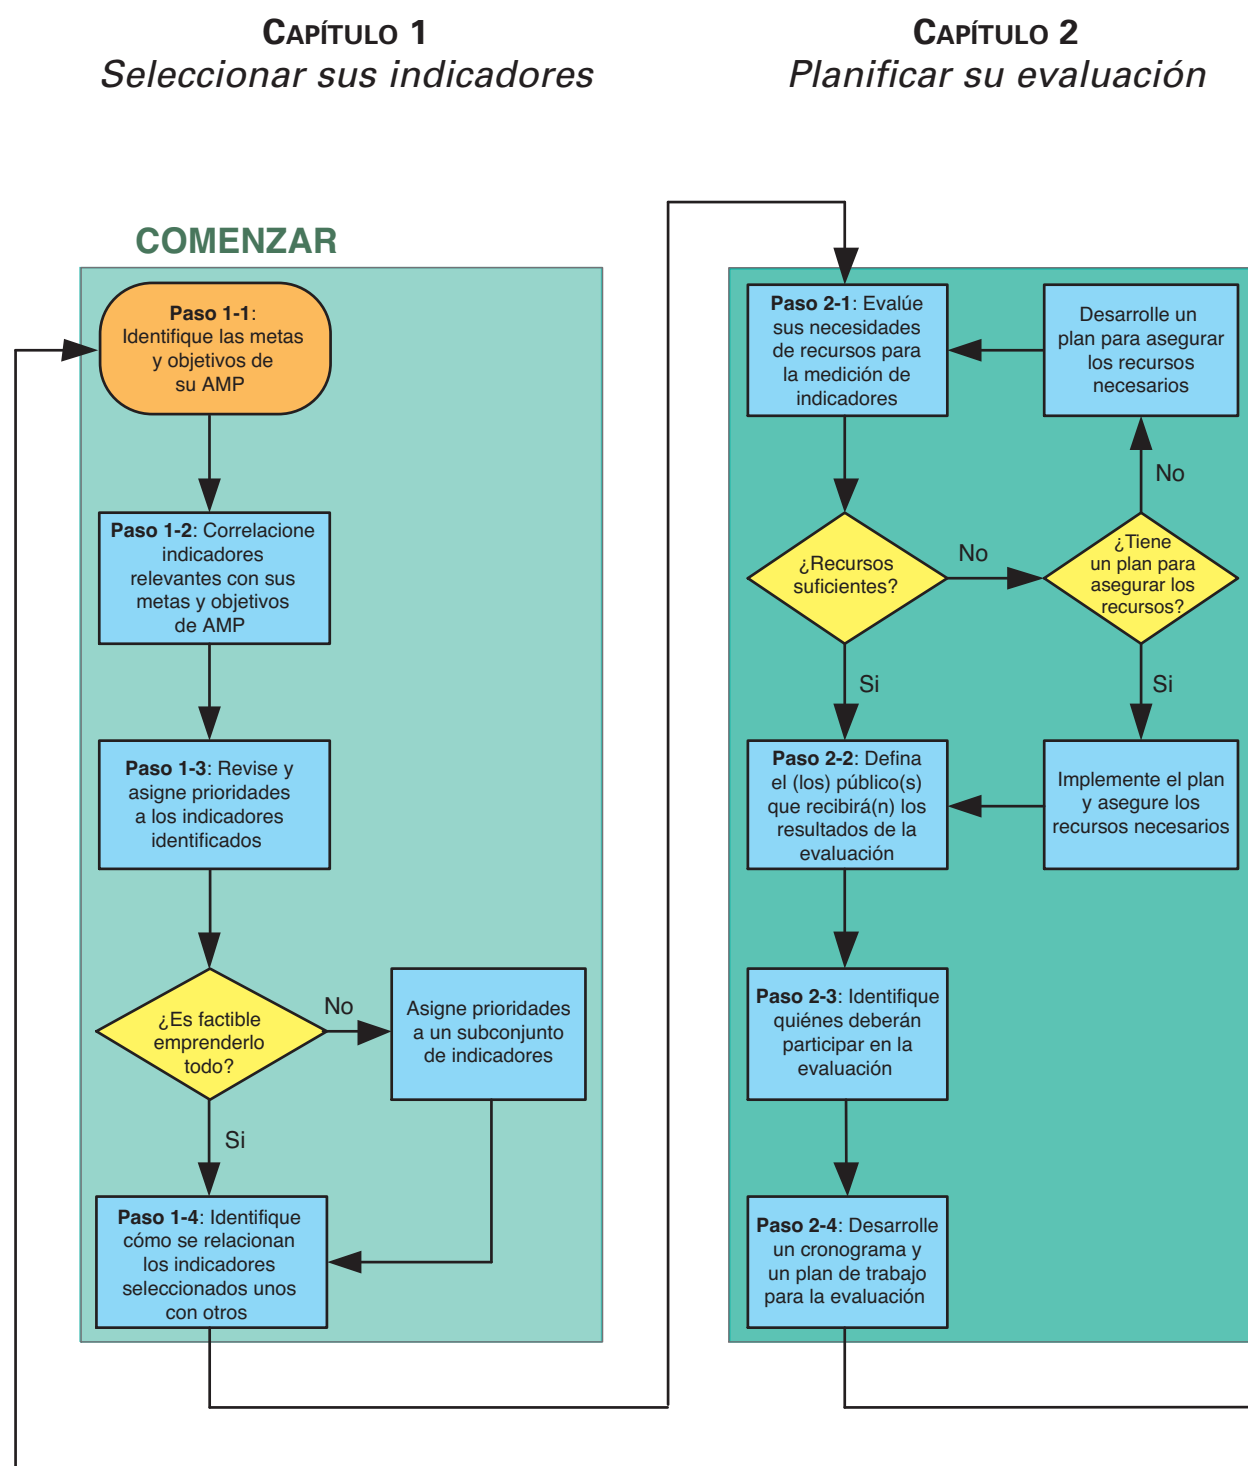 CAPÍTULO 1
Seleccionar sus indicadores
COMENZAR
Paso 1-1:
Identifique las metas
y objetivos de
su AMP
Paso 1-2: Correlacione
indicadores
relevantes con sus
metas y objetivos
de AMP
Paso 1-3: Revise y
asigne prioridades
a los indicadores
identificados
¿Es factible
emprenderlo
todo?
No
Asigne prioridades
a un subconjunto
de indicadores
Si
Paso 1-4: Identifique
cómo se relacionan
los indicadores
seleccionados unos
con otros
CAPÍTULO 2
Planificar su evaluación
Paso 2-1: Evalúe
sus necesidades
de recursos para
la medición de
indicadores
Desarrolle un
plan para asegurar
los recursos
necesarios
No
¿Recursos
suficientes?
No
¿Tiene
un plan para
asegurar los
recursos?
Si
Si
Paso 2-2: Defina
el (los) público(s)
que recibirá(n) los
resultados de la
evaluación
Implemente el plan
y asegure los
recursos necesarios
Paso 2-3: Identifique
quiénes deberán
participar en la
evaluación
Paso 2-4: Desarrolle
un cronograma y
un plan de trabajo
para la evaluación